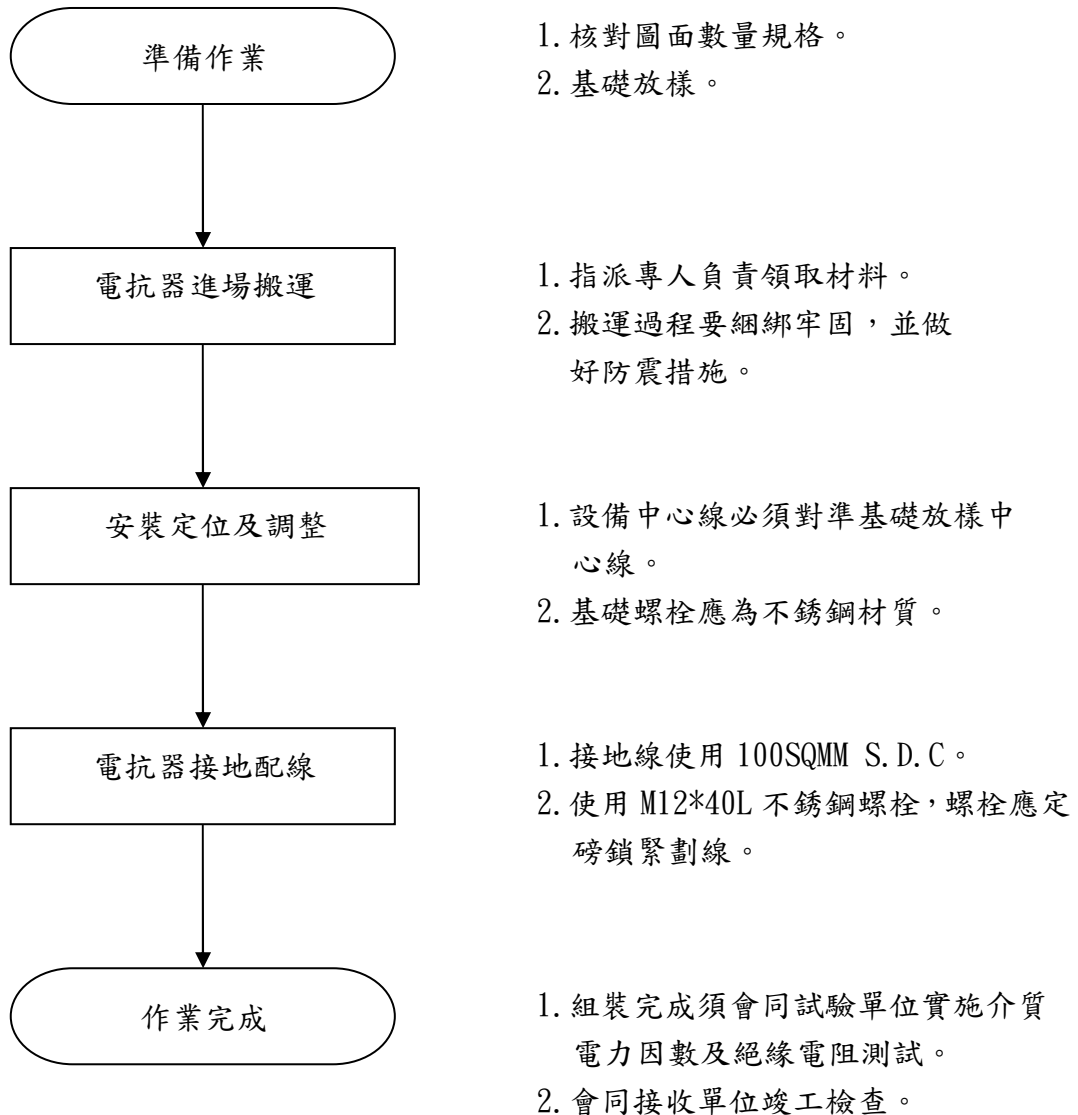 準備作業
1.核對圖面數量規格。
2.基礎放樣。
電抗器進場搬運
1.指派專人負責領取材料。
2.搬運過程要綑綁牢固，並做
好防震措施。
安裝定位及調整
1.設備中心線必須對準基礎放樣中
心線。
2.基礎螺栓應為不銹鋼材質。
電抗器接地配線
1.接地線使用 100SQMM S.D.C。
2.使用 M12*40L 不銹鋼螺栓，螺栓應定
磅鎖緊劃線。
作業完成
1.組裝完成須會同試驗單位實施介質
電力因數及絕緣電阻測試。
2.會同接收單位竣工檢查。